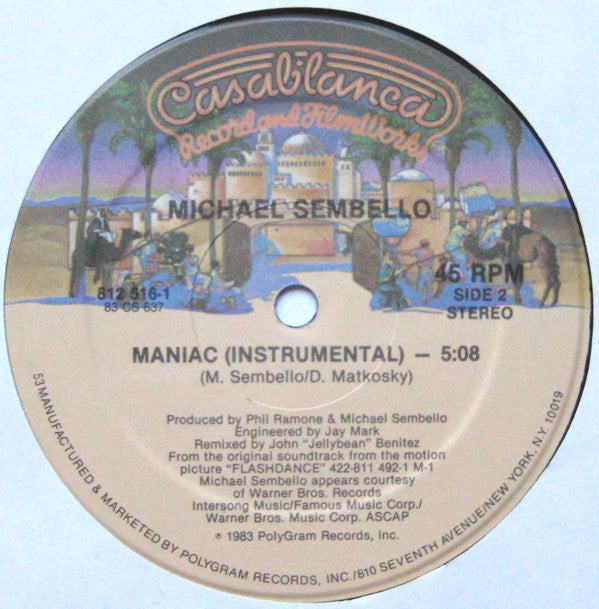 Casablanca
Record and FilmWorks
MICHAEL SEMBELLO
812 516-1
83 CS 637
45 RPM
SIDE 2
STEREO
MANIAC (INSTRUMENTAL) — 5:08
(M. Sembello/D. Matkosky)
Produced by Phil Ramone & Michael Sembello
Engineered by Jay Mark
Remixed by John "Jellybean" Benitez
From the original soundtrack from the motion
picture "FLASHDANCE" 422-811 492-1 M-1
Michael Sembello appears courtesy
of Warner Bros. Records
Intersong Music/Famous Music Corp./
Warner Bros. Music Corp. ASCAP
℗ 1983 PolyGram Records, Inc.
53 MANUFACTURED & MARKETED BY POLYGRAM RECORDS, INC./810 SEVENTH AVENUE/NEW YORK, N.Y. 10019